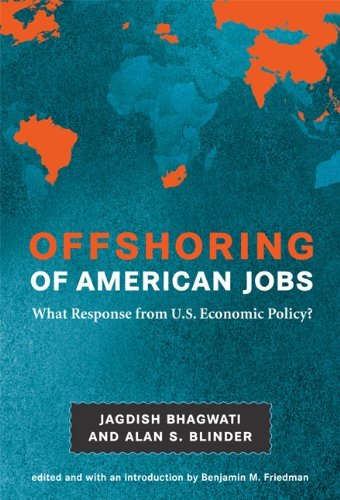 OFFSHORING
OF AMERICAN JOBS
What Response from U.S. Economic Policy?
JAGDISH BHAGWATI
AND ALAN S. BLINDER
edited and with an introduction by Benjamin M. Friedman